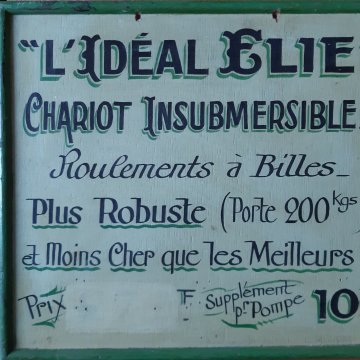 "L'IDÉAL ELIE
CHARIOT INSUBMERSIBLE
Roulements à Billes_
Plus Robuste (Porte 200 kgs
et Moins Cher que les Meilleurs
Prix F Supplément pr Pompe 10